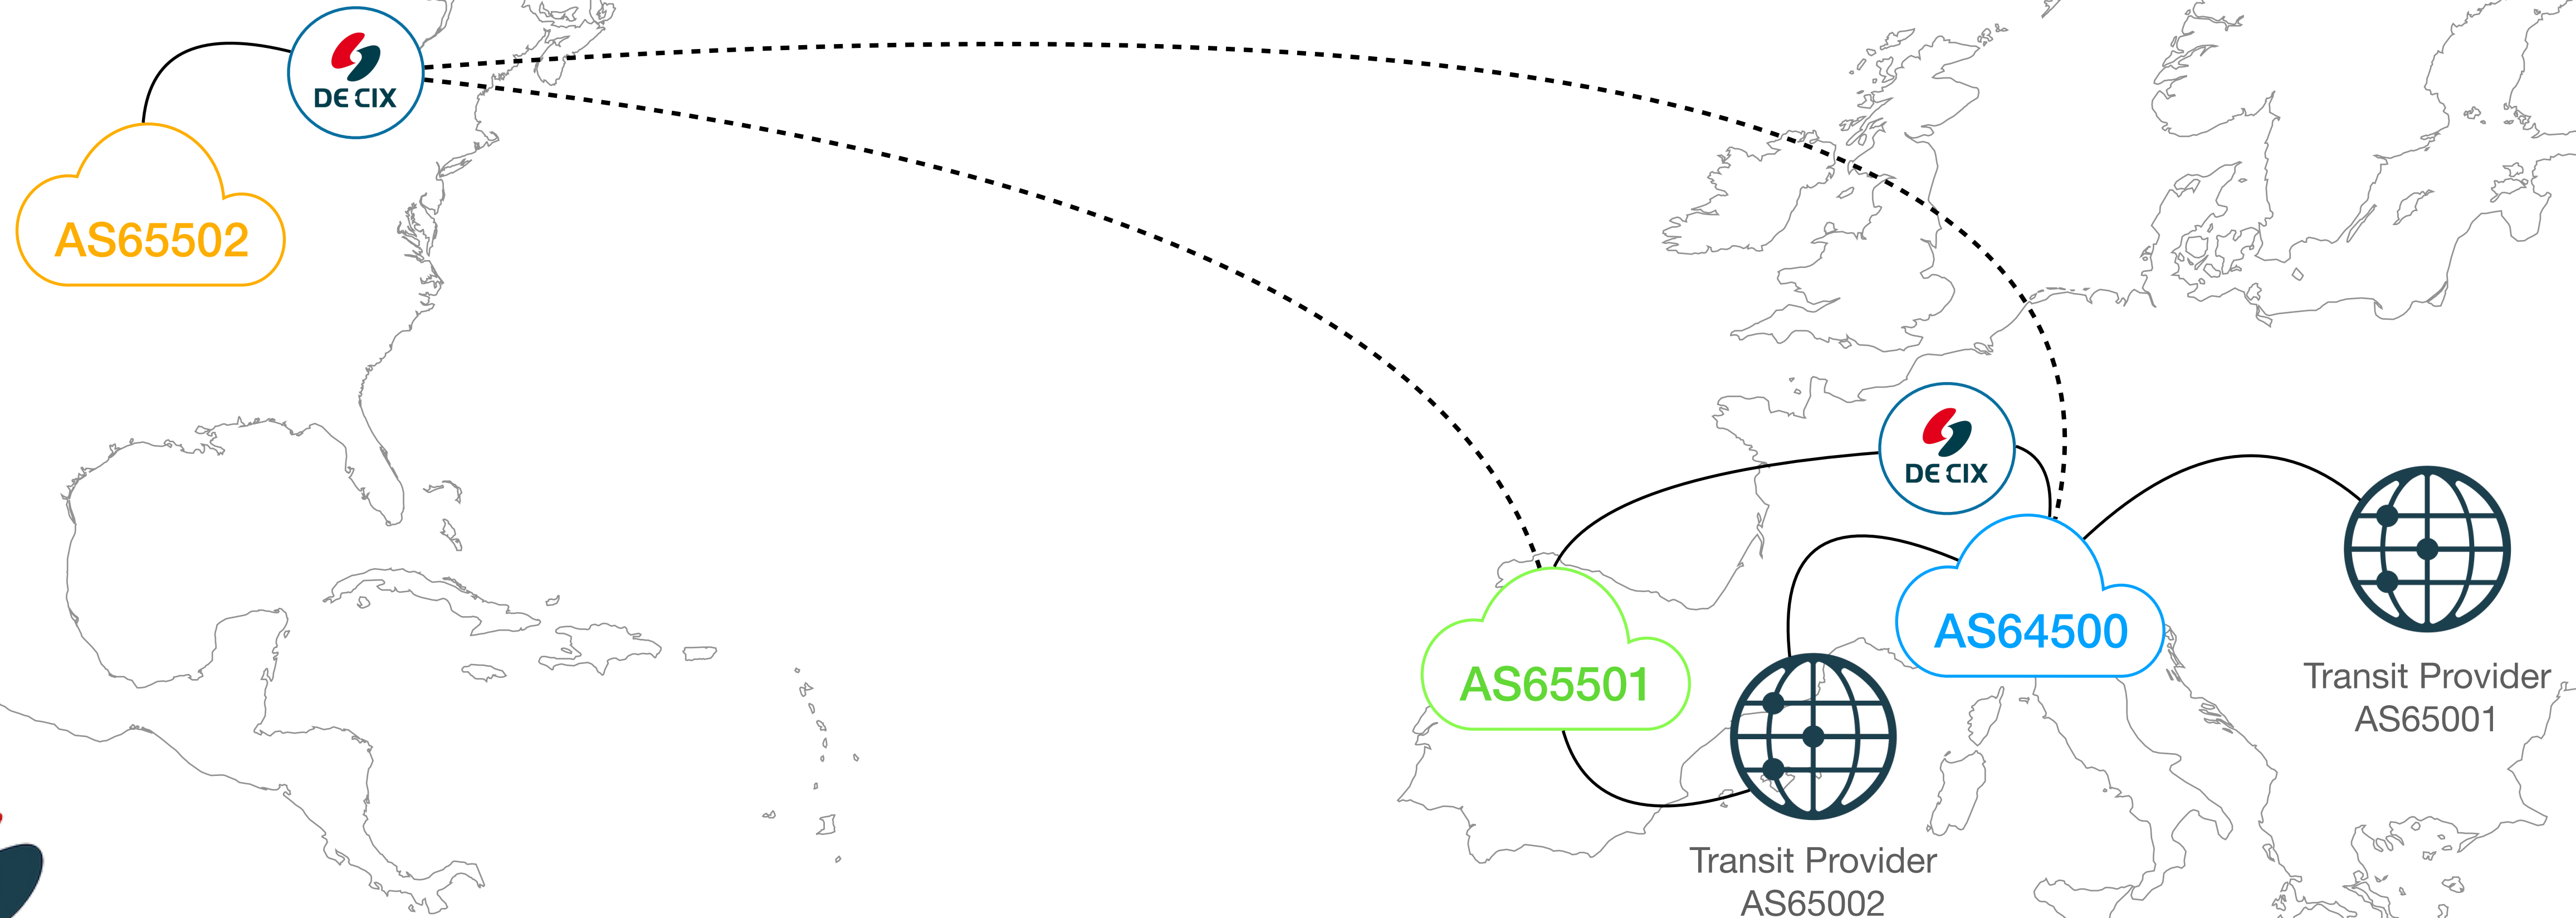 DE CIX
AS65502
DE CIX
AS64500
AS65501
Transit Provider
AS65001
Transit Provider
AS65002